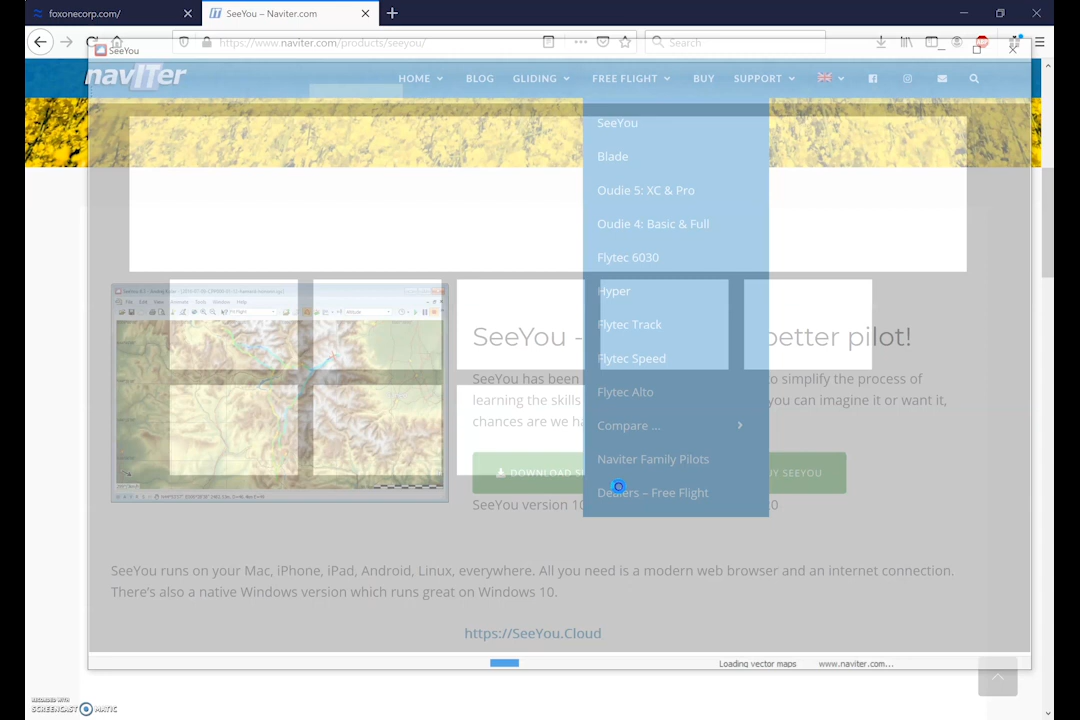 foxonecorp.com/
SeeYou – Naviter.com
https://www.naviter.com/products/seeyou/
Search
SeeYou
navITer
HOME
BLOG
GLIDING
FREE FLIGHT
BUY
SUPPORT
SeeYou
Blade
Oudie 5: XC & Pro
Oudie 4: Basic & Full
Flytec 6030
Hyper
Flytec Track
Flytec Speed
Flytec Alto
Compare ...
Naviter Family Pilots
Dealers – Free Flight
SeeYou - better pilot!
SeeYou has been to simplify the process of
learning the skills you can imagine it or want it,
chances are we ha
DOWNLOAD S
UY SEEYOU
SeeYou version 10 0
SeeYou runs on your Mac, iPhone, iPad, Android, Linux, everywhere. All you need is a modern web browser and an internet connection.
There's also a native Windows version which runs great on Windows 10.
https://SeeYou.Cloud
Loading vector maps
www.naviter.com...
RECORDED WITH
SCREENCAST MATIC